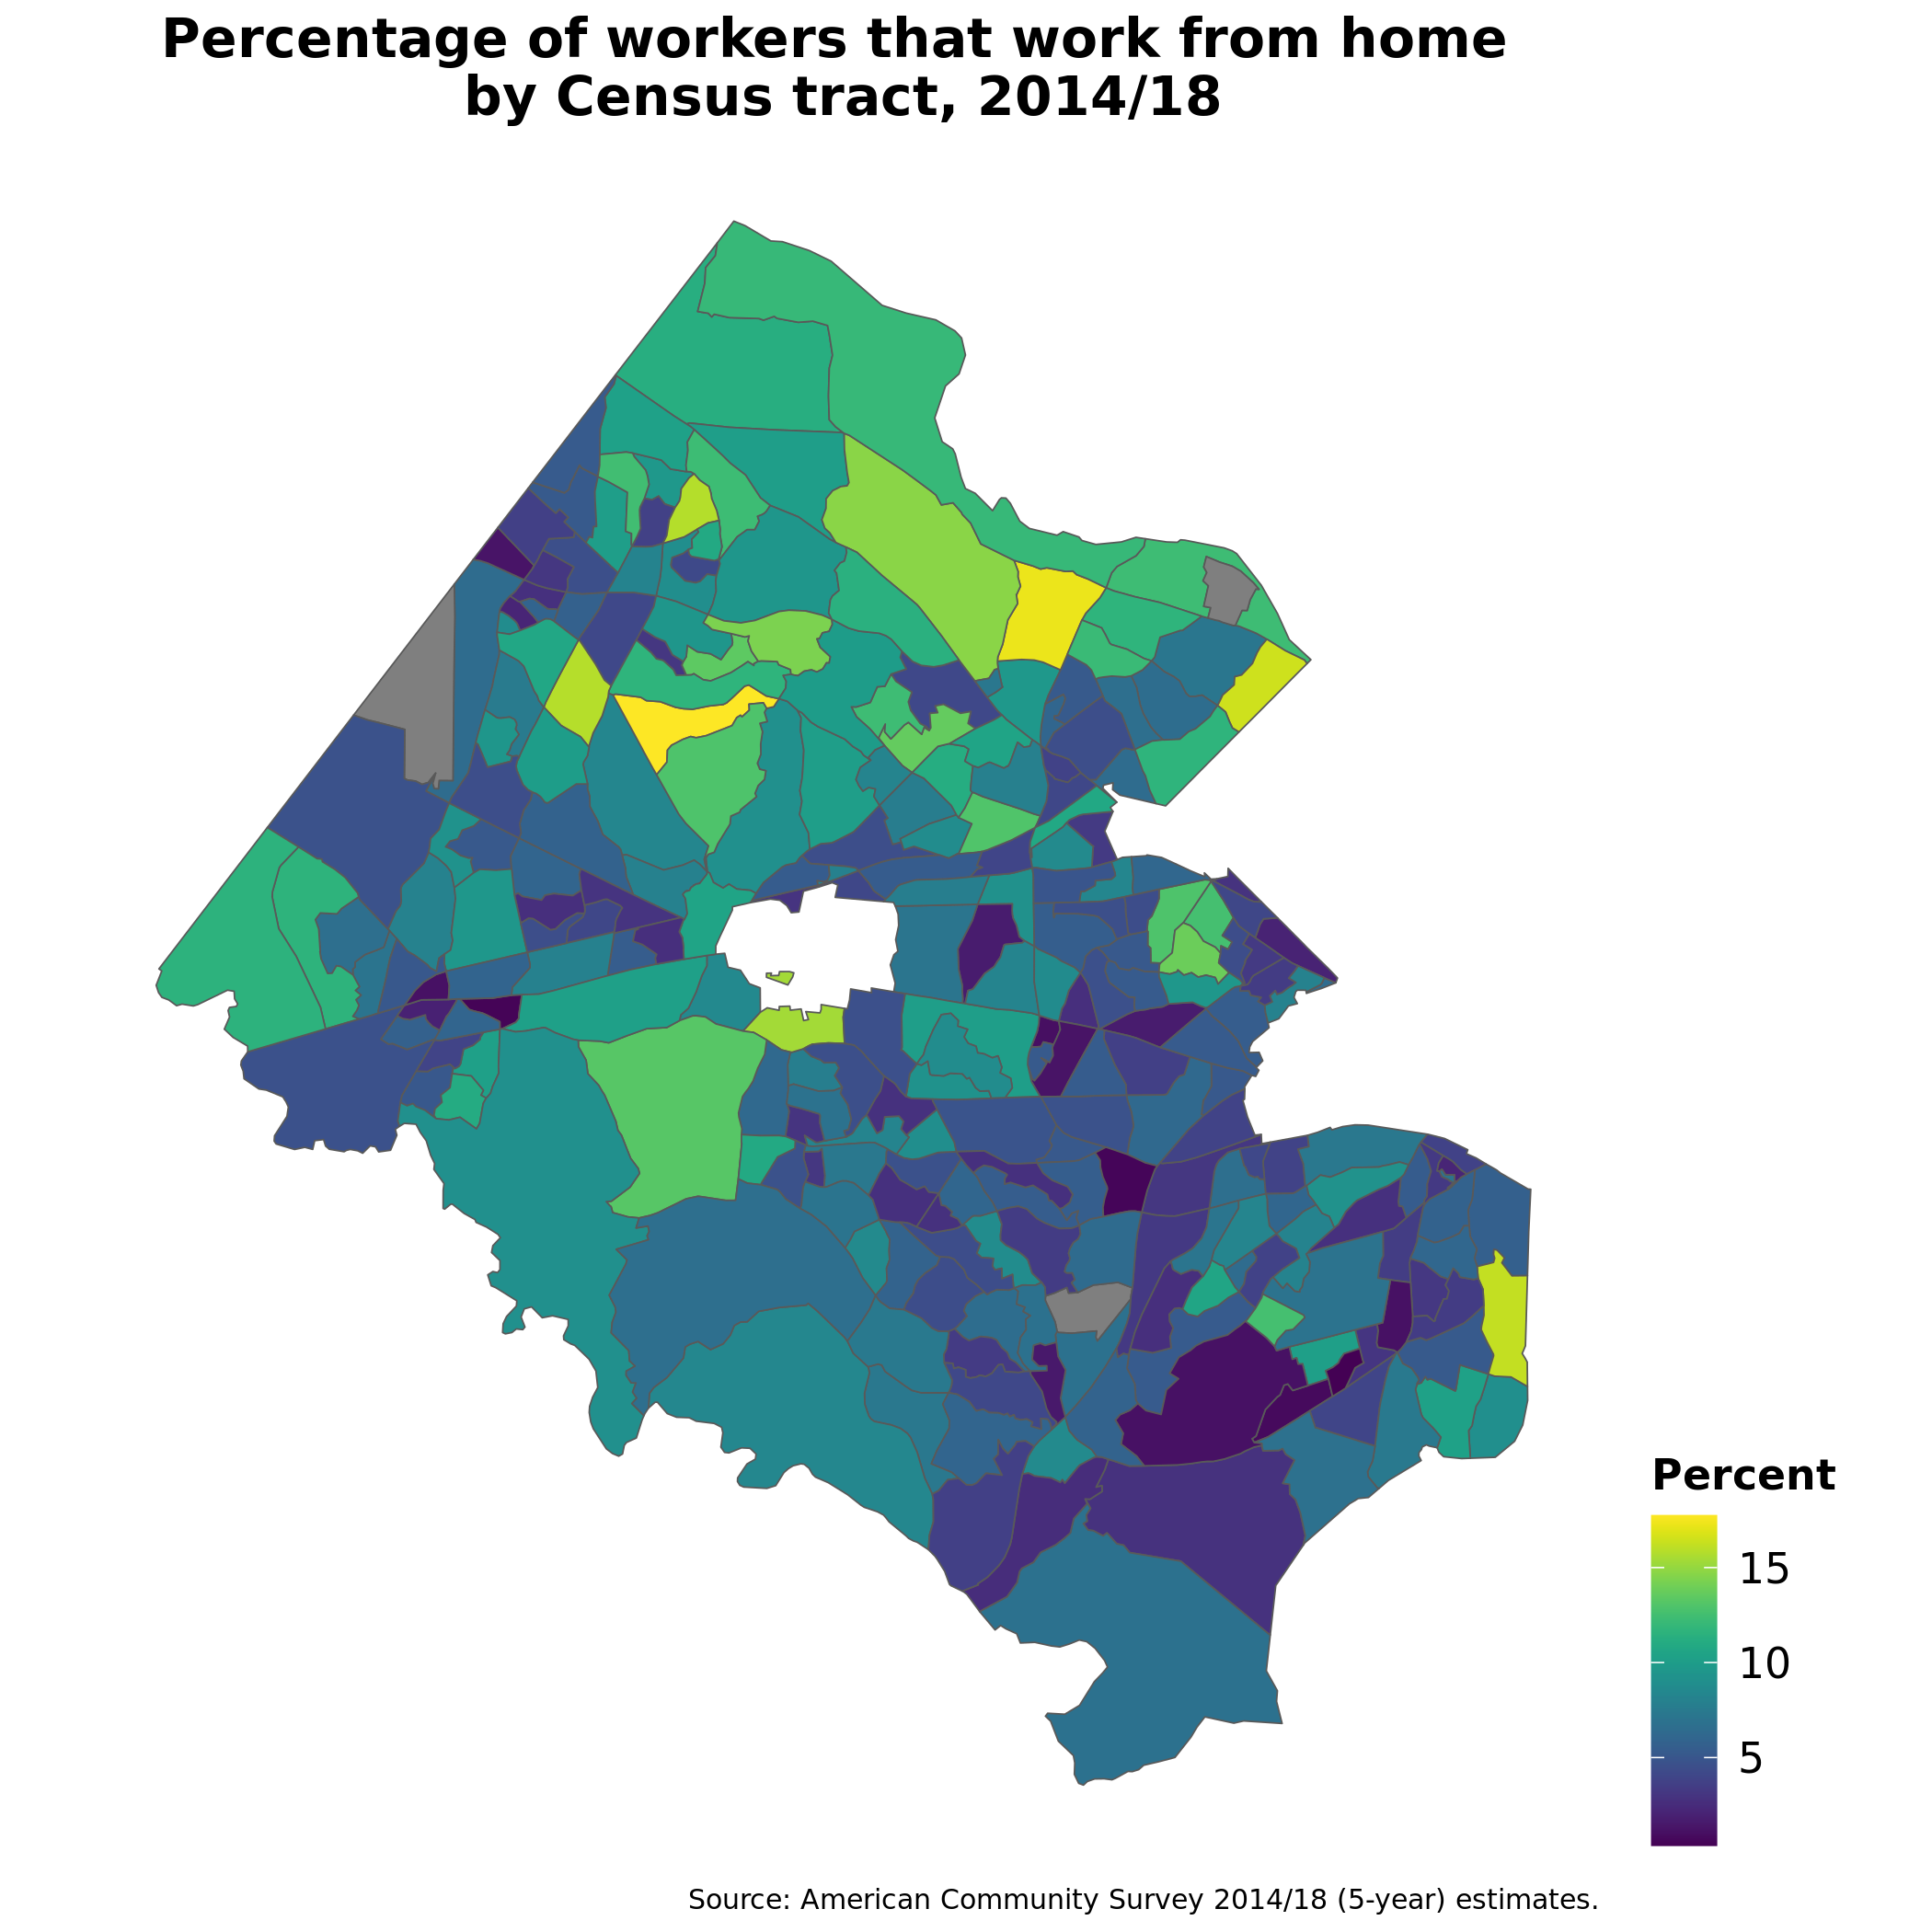 Percentage of workers that work from home
by Census tract, 2014/18
Percent
15
10
5
Source: American Community Survey 2014/18 (5-year) estimates.